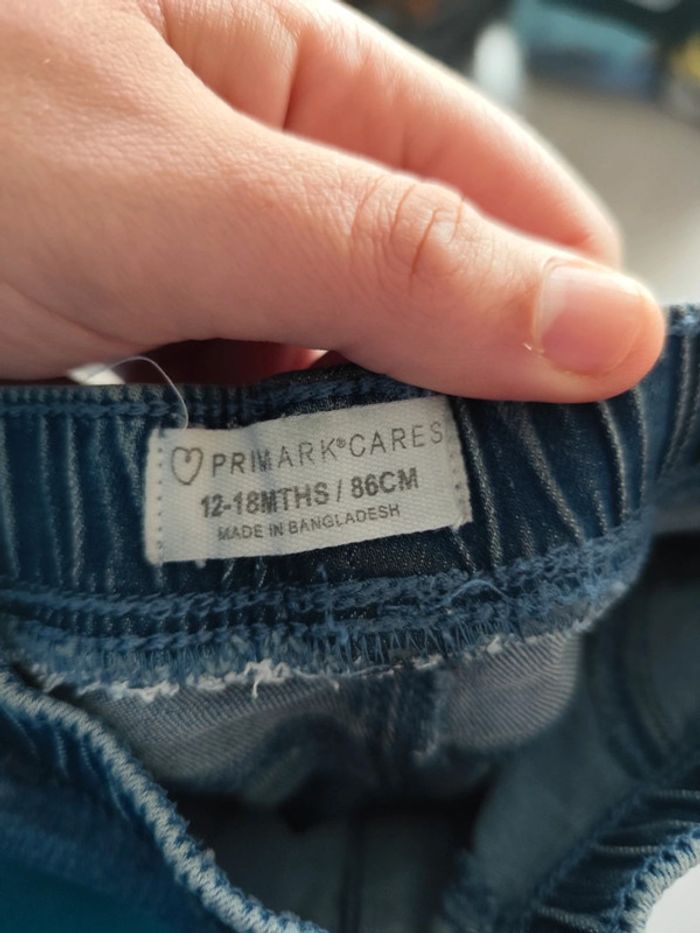 PRIMARK®CARES
12-18MTHS / 86CM
MADE IN BANGLADESH